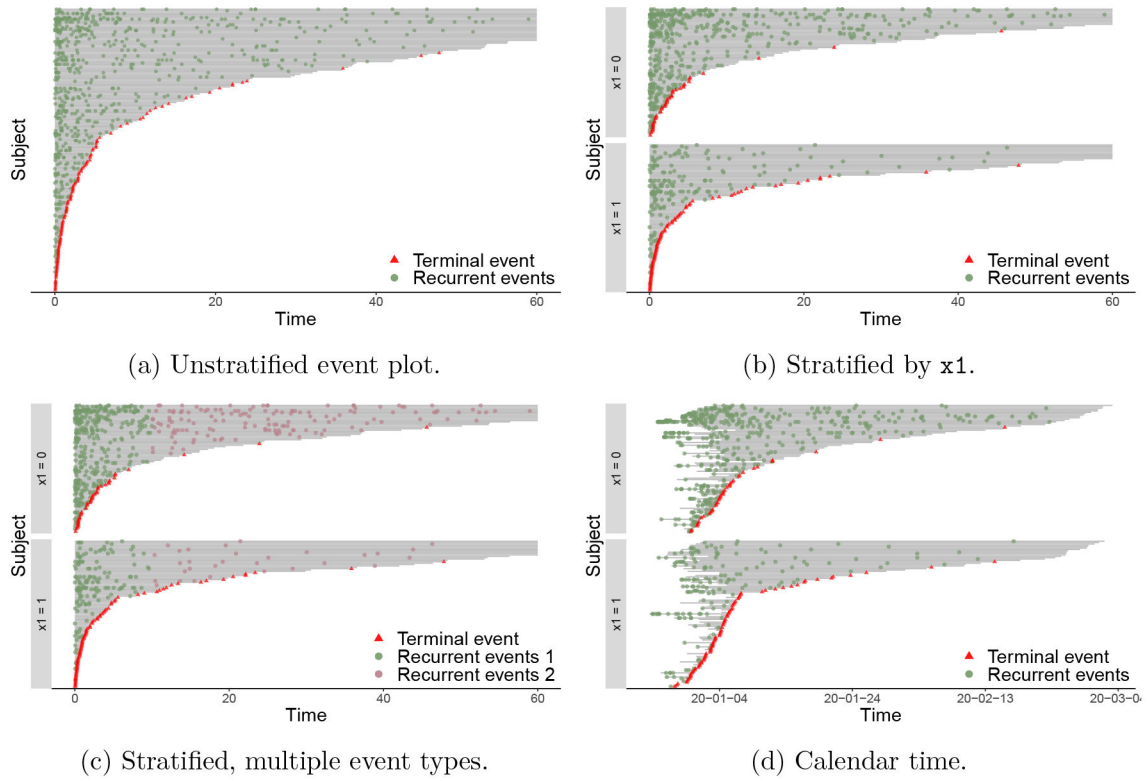 Subject
Terminal event
Recurrent events
0
20
40
60
Time
(a) Unstratified event plot.
x1 = 0
x1 = 1
Subject
Terminal event
Recurrent events
0
20
40
60
Time
(b) Stratified by x1.
x1 = 0
x1 = 1
Subject
Terminal event
Recurrent events 1
Recurrent events 2
0
20
40
60
Time
(c) Stratified, multiple event types.
x1 = 0
x1 = 1
Subject
Terminal event
Recurrent events
20-01-04
20-01-24
20-02-13
20-03-04
Time
(d) Calendar time.